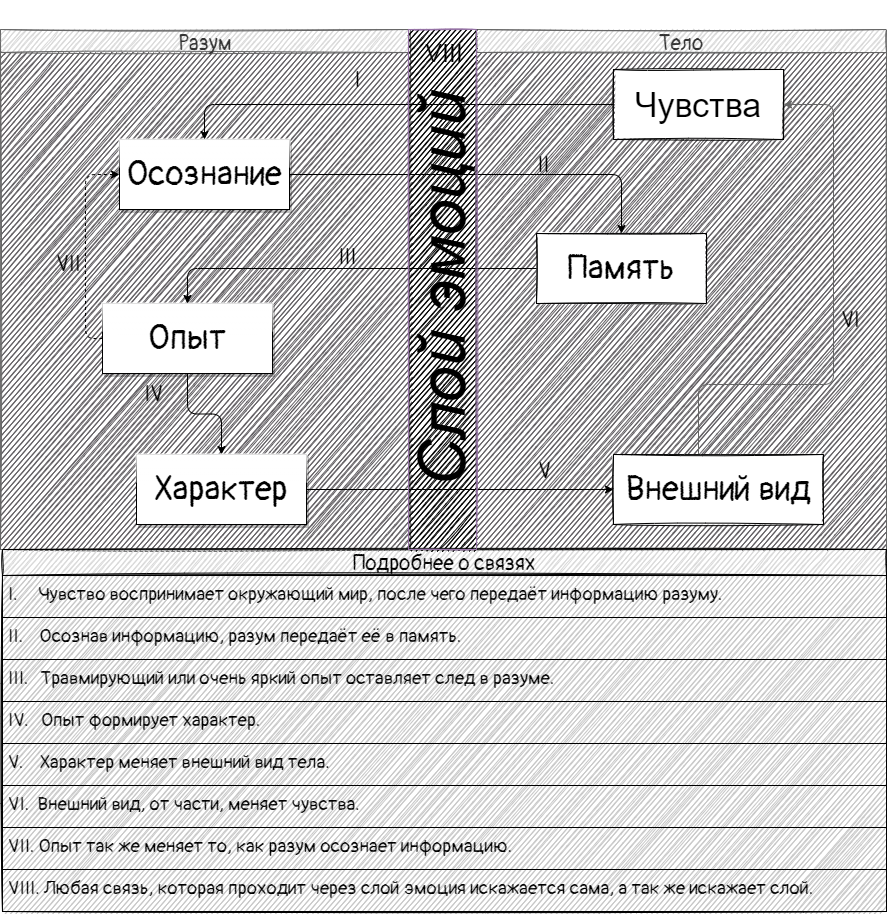 Разум
VIII
Тело
I
Чувства
Осознание
II
Слой эмоций
VII
III
Память
Опыт
VI
IV
Характер
V
Внешний вид
Подробнее о связях
I. Чувство воспринимает окружающий мир, после чего передаёт информацию разуму.
II. Осознав информацию, разум передаёт её в память.
III. Травмирующий или очень яркий опыт оставляет след в разуме.
IV. Опыт формирует характер.
V. Характер меняет внешний вид тела.
VI. Внешний вид, от части, меняет чувства.
VII. Опыт так же меняет то, как разум осознает информацию.
VIII. Любая связь, которая проходит через слой эмоция искажается сама, а так же искажает слой.